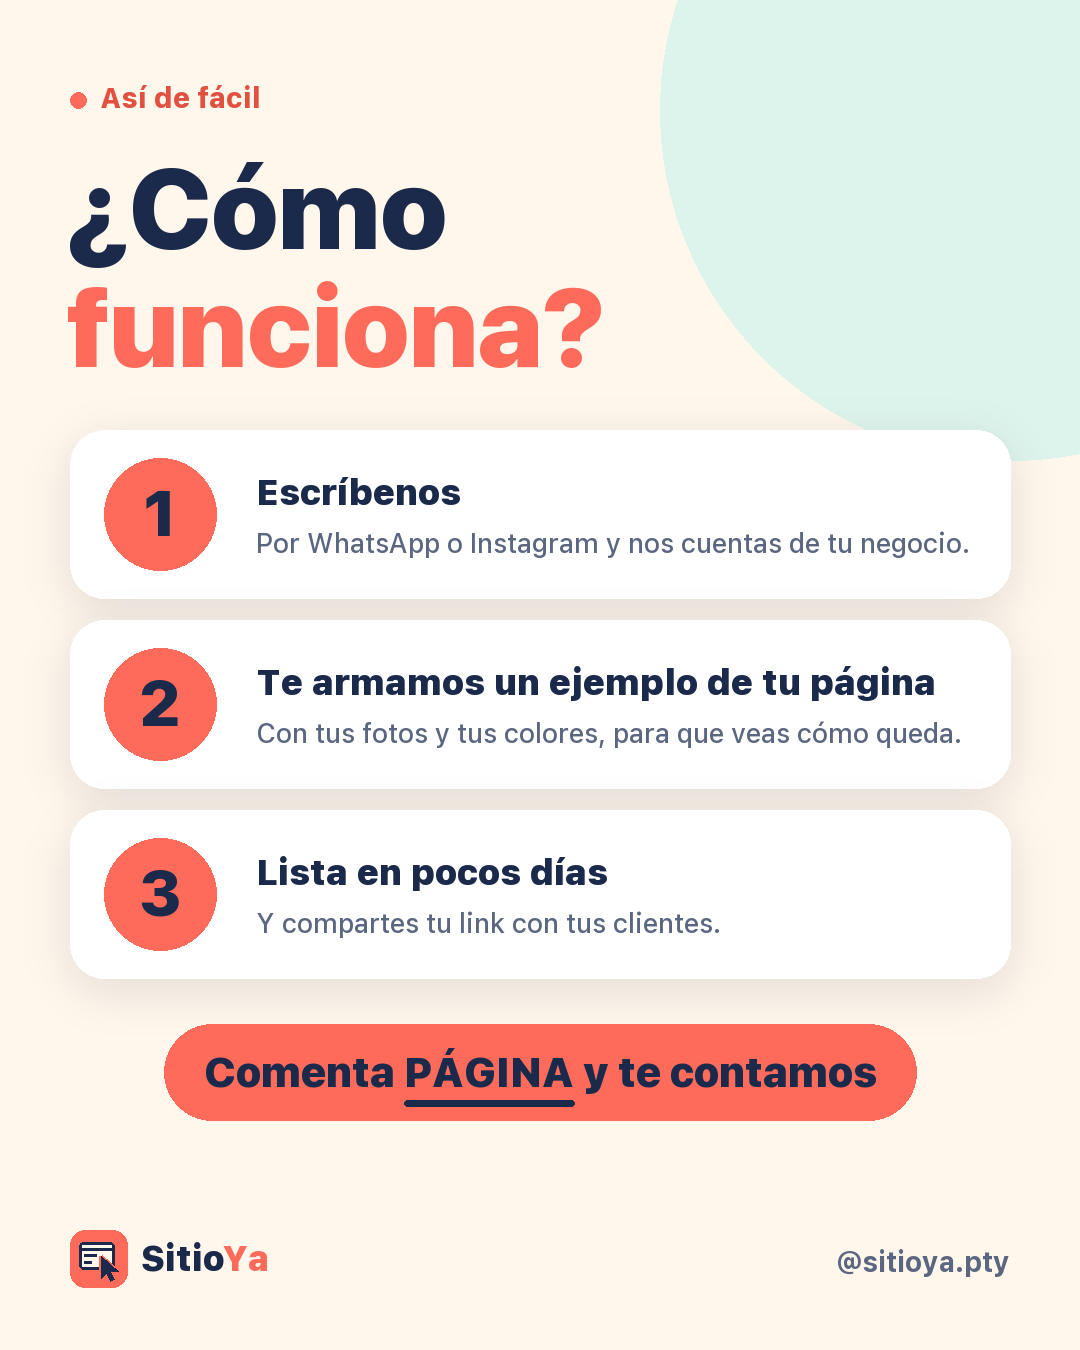 Así de fácil
¿Cómo
funciona?
1
Escríbenos
Por WhatsApp o Instagram y nos cuentas de tu negocio.
2
Te armamos un ejemplo de tu página
Con tus fotos y tus colores, para que veas cómo queda.
3
Lista en pocos días
Y compartes tu link con tus clientes.
Comenta PÁGINA y te contamos
SitioYa
@sitioya.pty